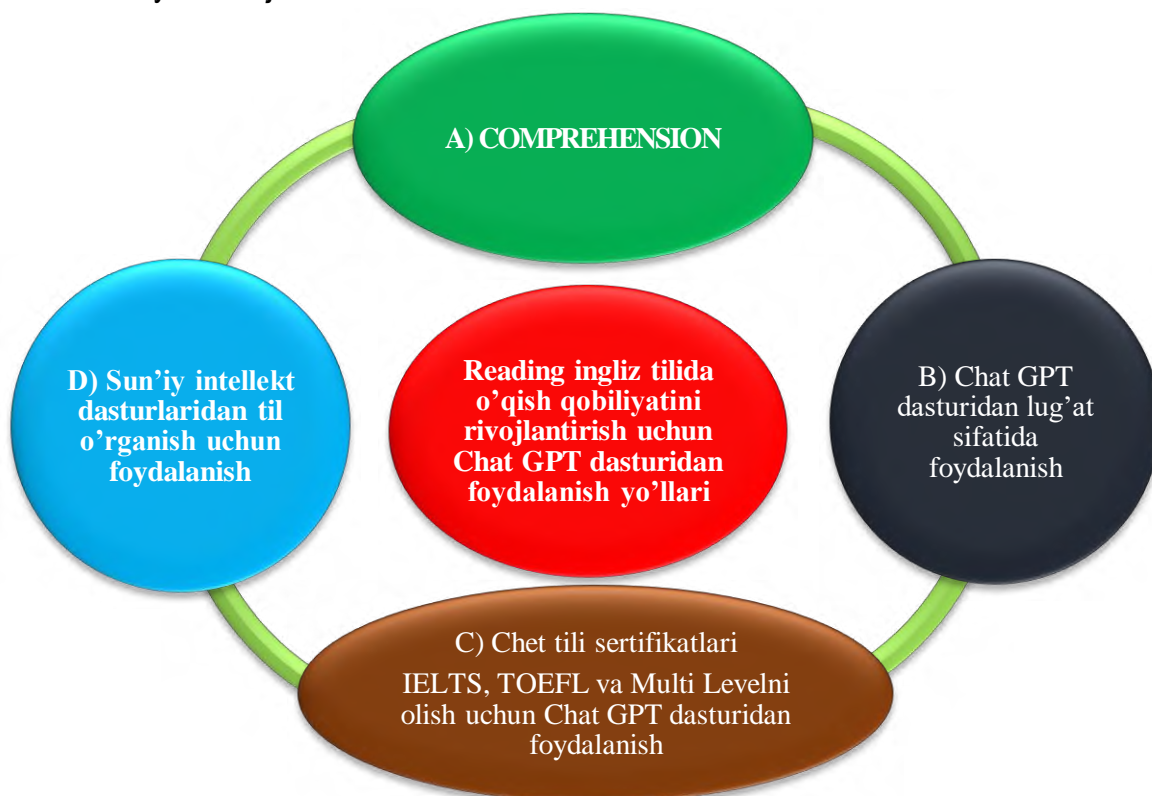 A) COMPREHENSION
D) Sun’iy intellekt
dasturlaridan til
o’rganish uchun
foydalanish
Reading ingliz tilida
o’qish qobiliyatini
rivojlantirish uchun
Chat GPT dasturidan
foydalanish yo’llari
B) Chat GPT
dasturidan lug’at
sifatida
foydalanish
C) Chet tili sertifikatlari
IELTS, TOEFL va Multi Levelni
olish uchun Chat GPT dasturidan
foydalanish